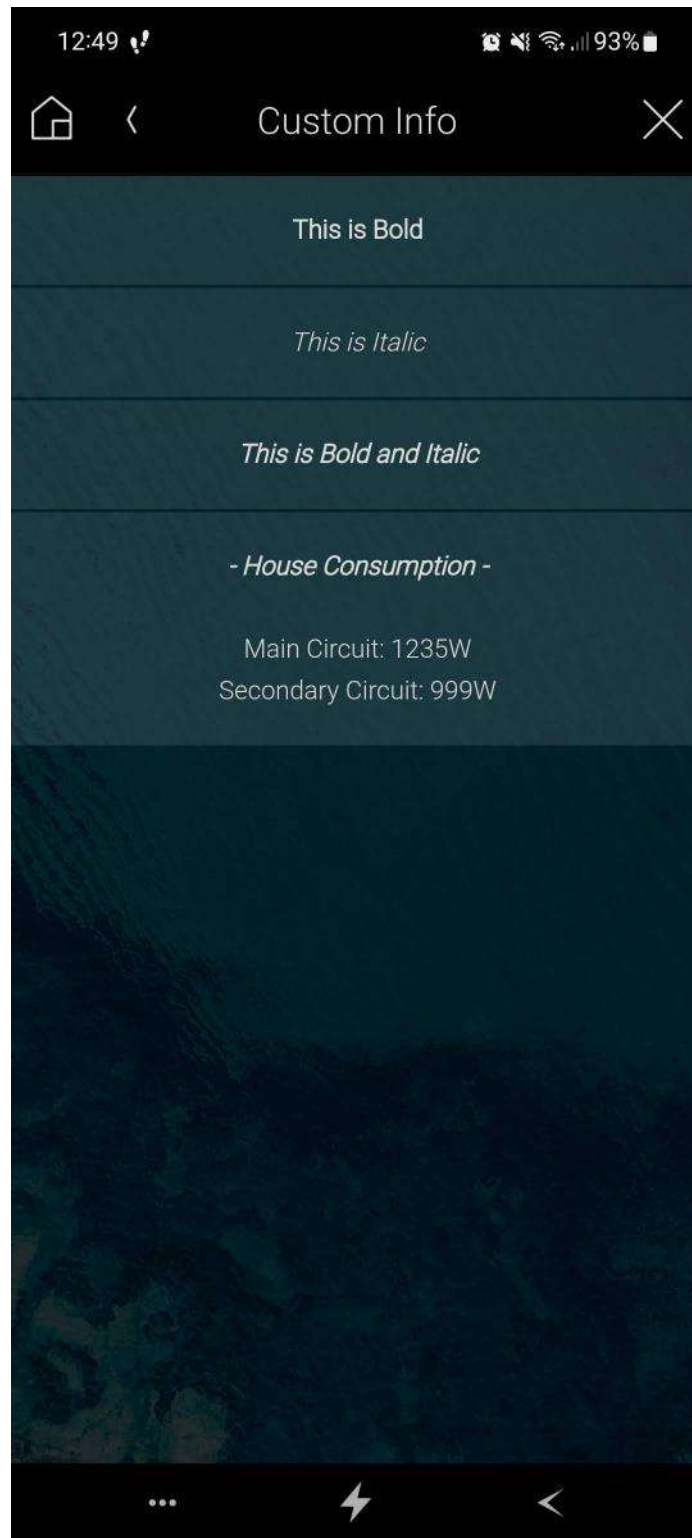 12:49
93%
Custom Info
This is Bold
This is Italic
This is Bold and Italic
- House Consumption -
Main Circuit: 1235W
Secondary Circuit: 999W